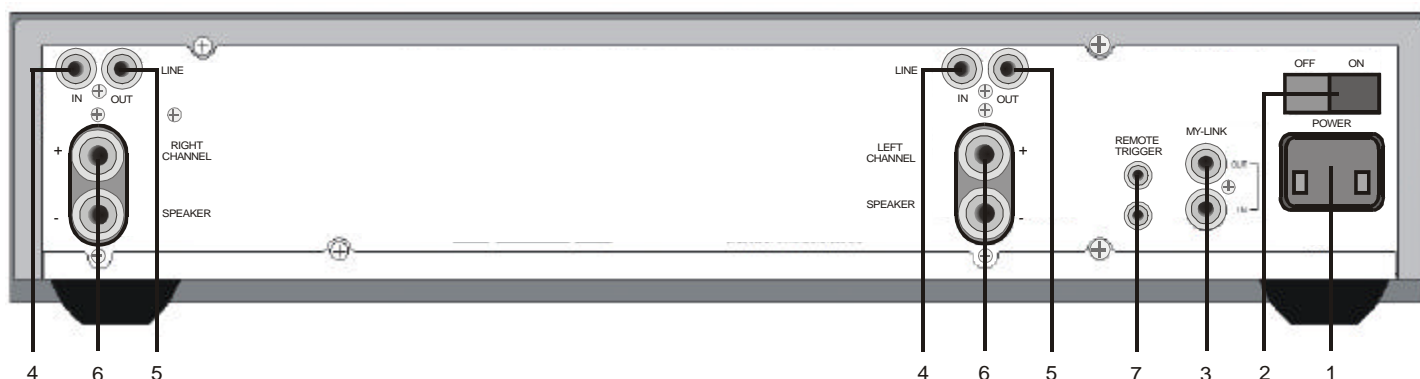 LINE
IN OUT
+
RIGHT
CHANNEL
-
SPEAKER
LINE
IN OUT
LEFT
CHANNEL
+
SPEAKER
-
REMOTE
TRIGGER
MY-LINK
OUT
IN
OFF ON
POWER
4 6 5 4 6 5 7 3 2 1